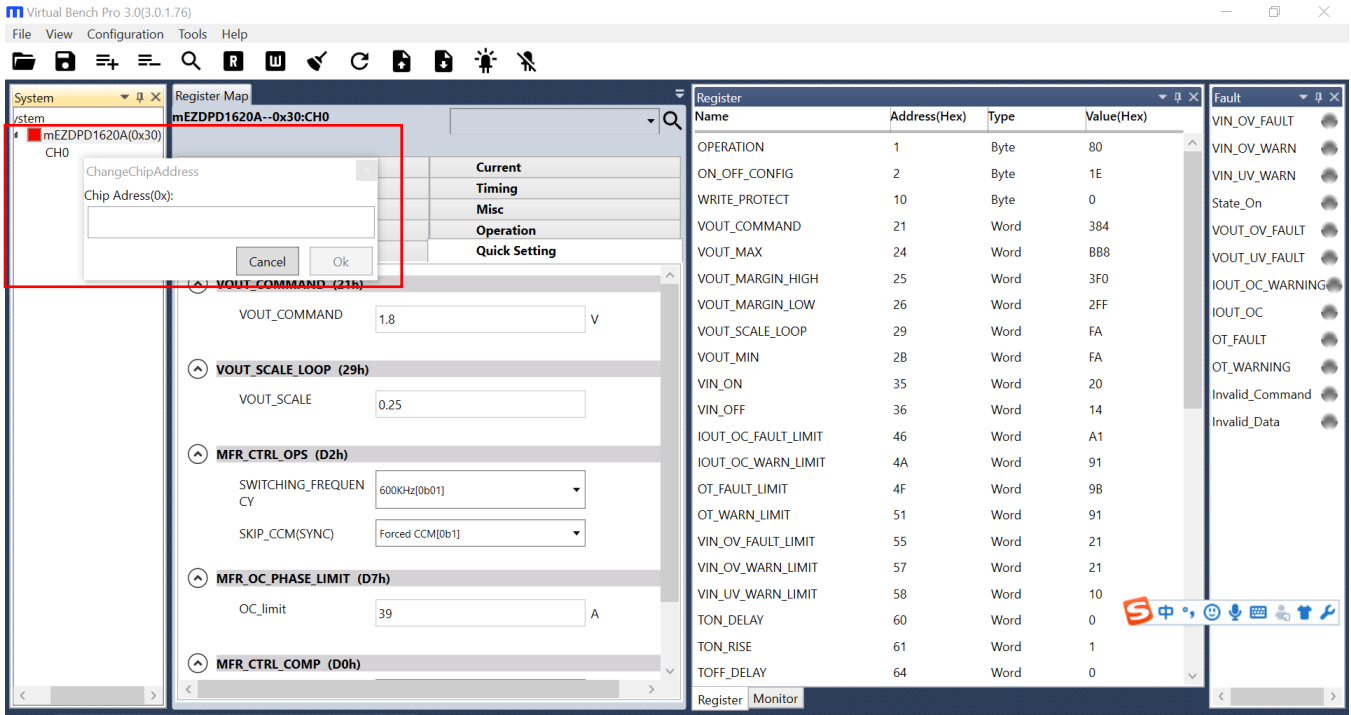 Virtual Bench Pro 3.0(3.0.1.76)
File View Configuration Tools Help
R W
System
ystem
mEZDPD1620A(0x30)
CH0
ChangeChipAddress
Chip Adress(0x):
Cancel Ok
Register Map
mEZDPD1620A--0x30:CH0
Current
Timing
Misc
Operation
Quick Setting
VOUT_COMMAND (21h)
VOUT_COMMAND 1.8 V
VOUT_SCALE_LOOP (29h)
VOUT_SCALE 0.25
MFR_CTRL_OPS (D2h)
SWITCHING_FREQUEN
CY
600KHz[0b01]
SKIP_CCM(SYNC) Forced CCM[0b1]
MFR_OC_PHASE_LIMIT (D7h)
OC_limit 39 A
MFR_CTRL_COMP (D0h)
Register
Name Address(Hex) Type Value(Hex)
OPERATION 1 Byte 80
ON_OFF_CONFIG 2 Byte 1E
WRITE_PROTECT 10 Byte 0
VOUT_COMMAND 21 Word 384
VOUT_MAX 24 Word BB8
VOUT_MARGIN_HIGH 25 Word 3F0
VOUT_MARGIN_LOW 26 Word 2FF
VOUT_SCALE_LOOP 29 Word FA
VOUT_MIN 2B Word FA
VIN_ON 35 Word 20
VIN_OFF 36 Word 14
IOUT_OC_FAULT_LIMIT 46 Word A1
IOUT_OC_WARN_LIMIT 4A Word 91
OT_FAULT_LIMIT 4F Word 9B
OT_WARN_LIMIT 51 Word 91
VIN_OV_FAULT_LIMIT 55 Word 21
VIN_OV_WARN_LIMIT 57 Word 21
VIN_UV_WARN_LIMIT 58 Word 10
TON_DELAY 60 Word 0
TON_RISE 61 Word 1
TOFF_DELAY 64 Word 0
Register Monitor
Fault
VIN_OV_FAULT
VIN_OV_WARN
VIN_UV_WARN
State_On
VOUT_OV_FAULT
VOUT_UV_FAULT
IOUT_OC_WARNING
IOUT_OC
OT_FAULT
OT_WARNING
Invalid_Command
Invalid_Data
S 中